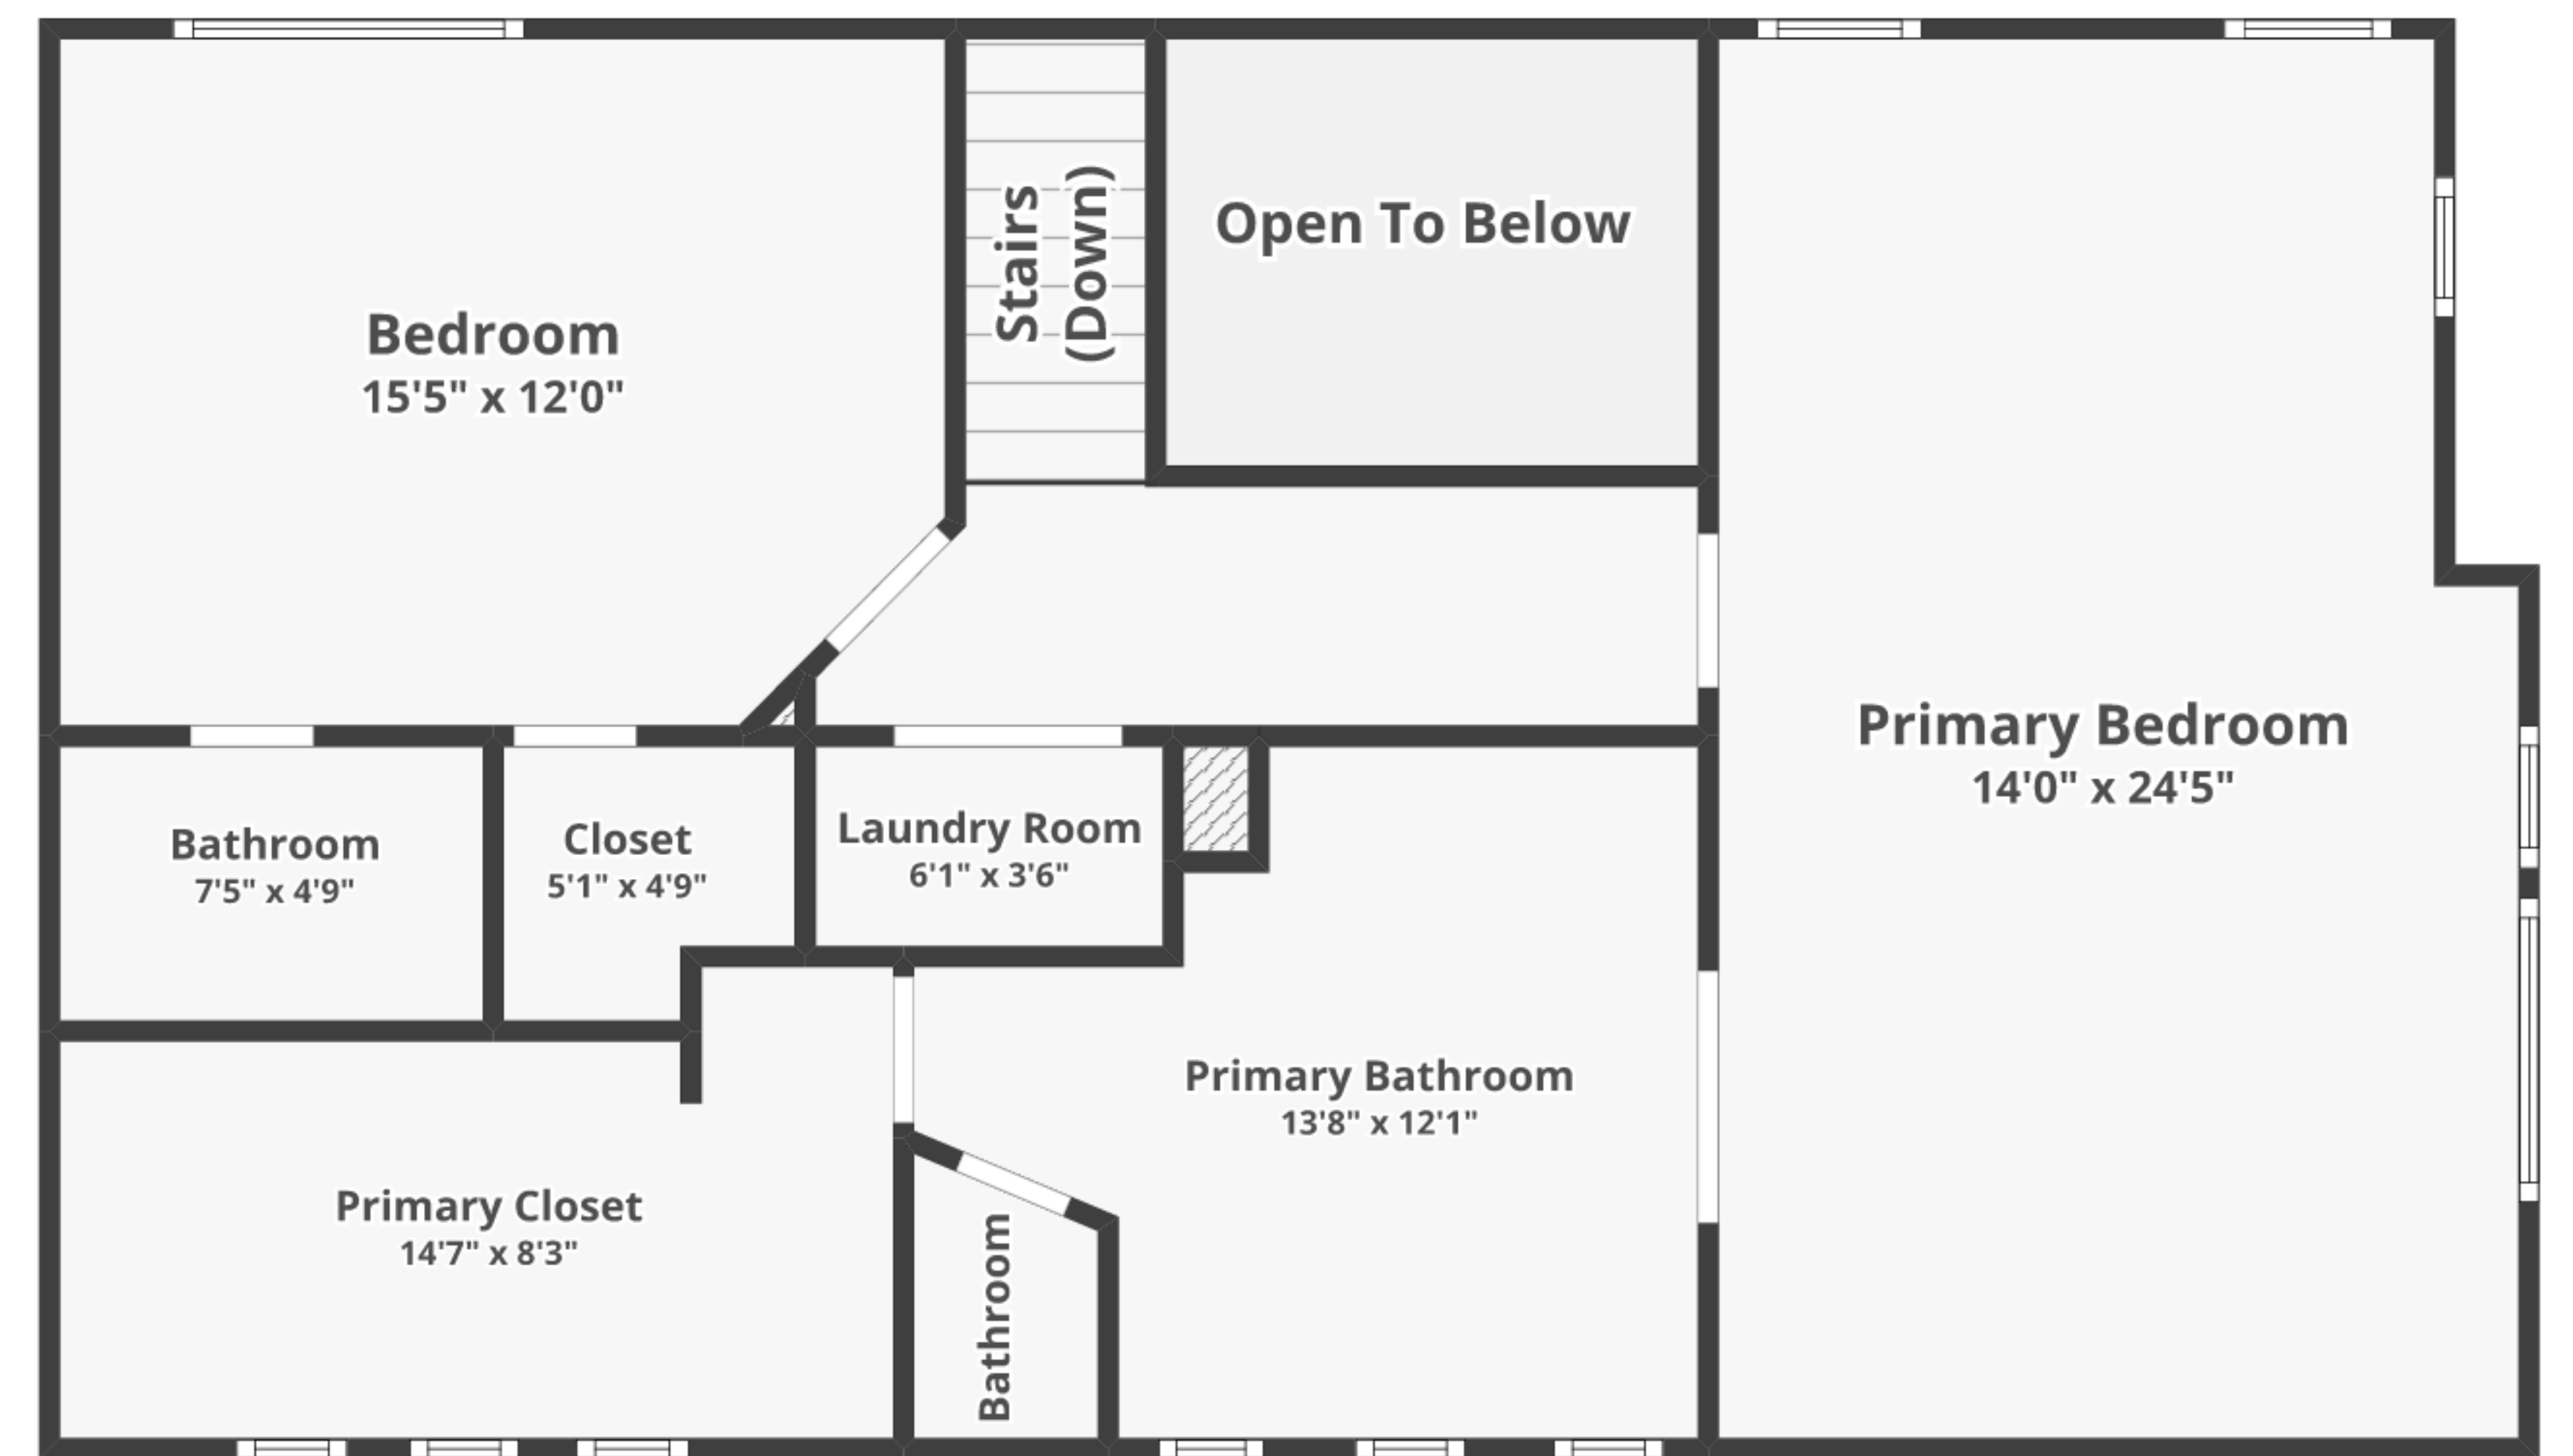 Bedroom
15'5" x 12'0"
Stairs
(Down)
Open To Below
Primary Bedroom
14'0" x 24'5"
Bathroom
7'5" x 4'9"
Closet
5'1" x 4'9"
Laundry Room
6'1" x 3'6"
Primary Bathroom
13'8" x 12'1"
Primary Closet
14'7" x 8'3"
Bathroom